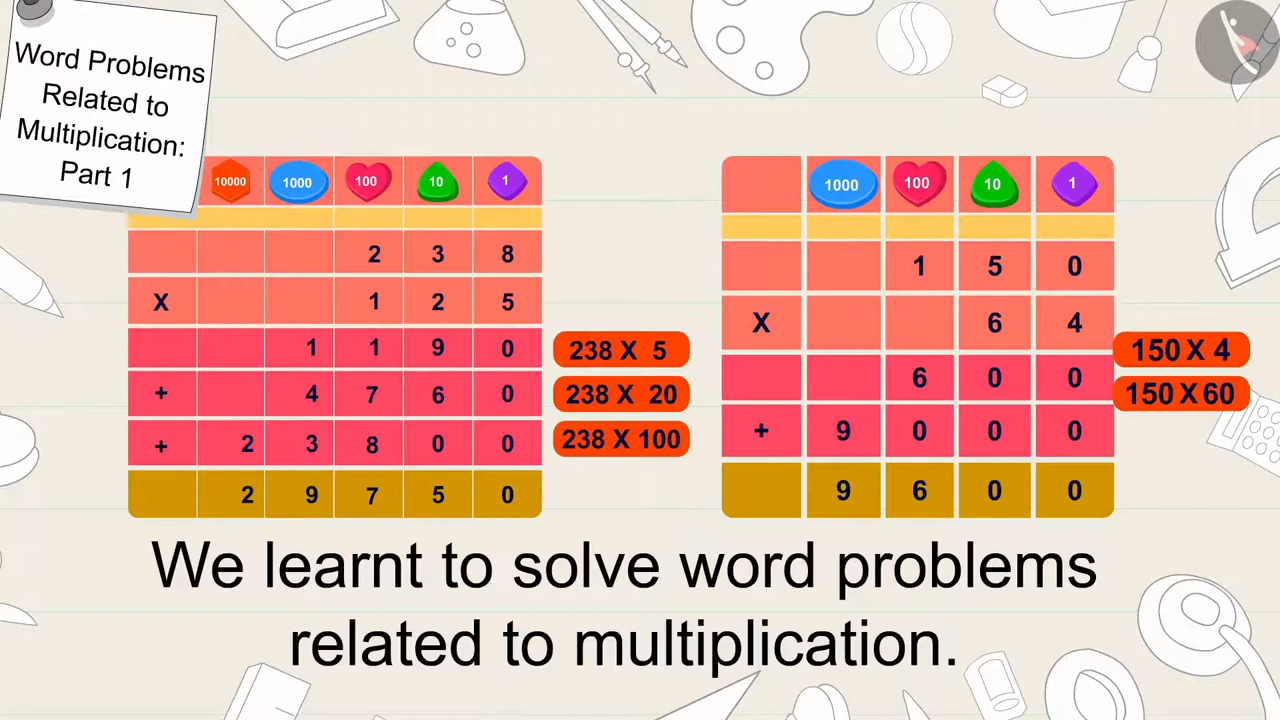 Word Problems
Related to
Multiplication:
Part 1
10000 1000 100 10 1
2 3 8
X 1 2 5
1 1 9 0 238 X 5
+ 4 7 6 0 238 X 20
+ 2 3 8 0 0 238 X 100
2 9 7 5 0
1000 100 10 1
1 5 0
X 6 4
6 0 0 150 X 4
+ 9 0 0 0 150 X 60
9 6 0 0
We learnt to solve word problems
related to multiplication.